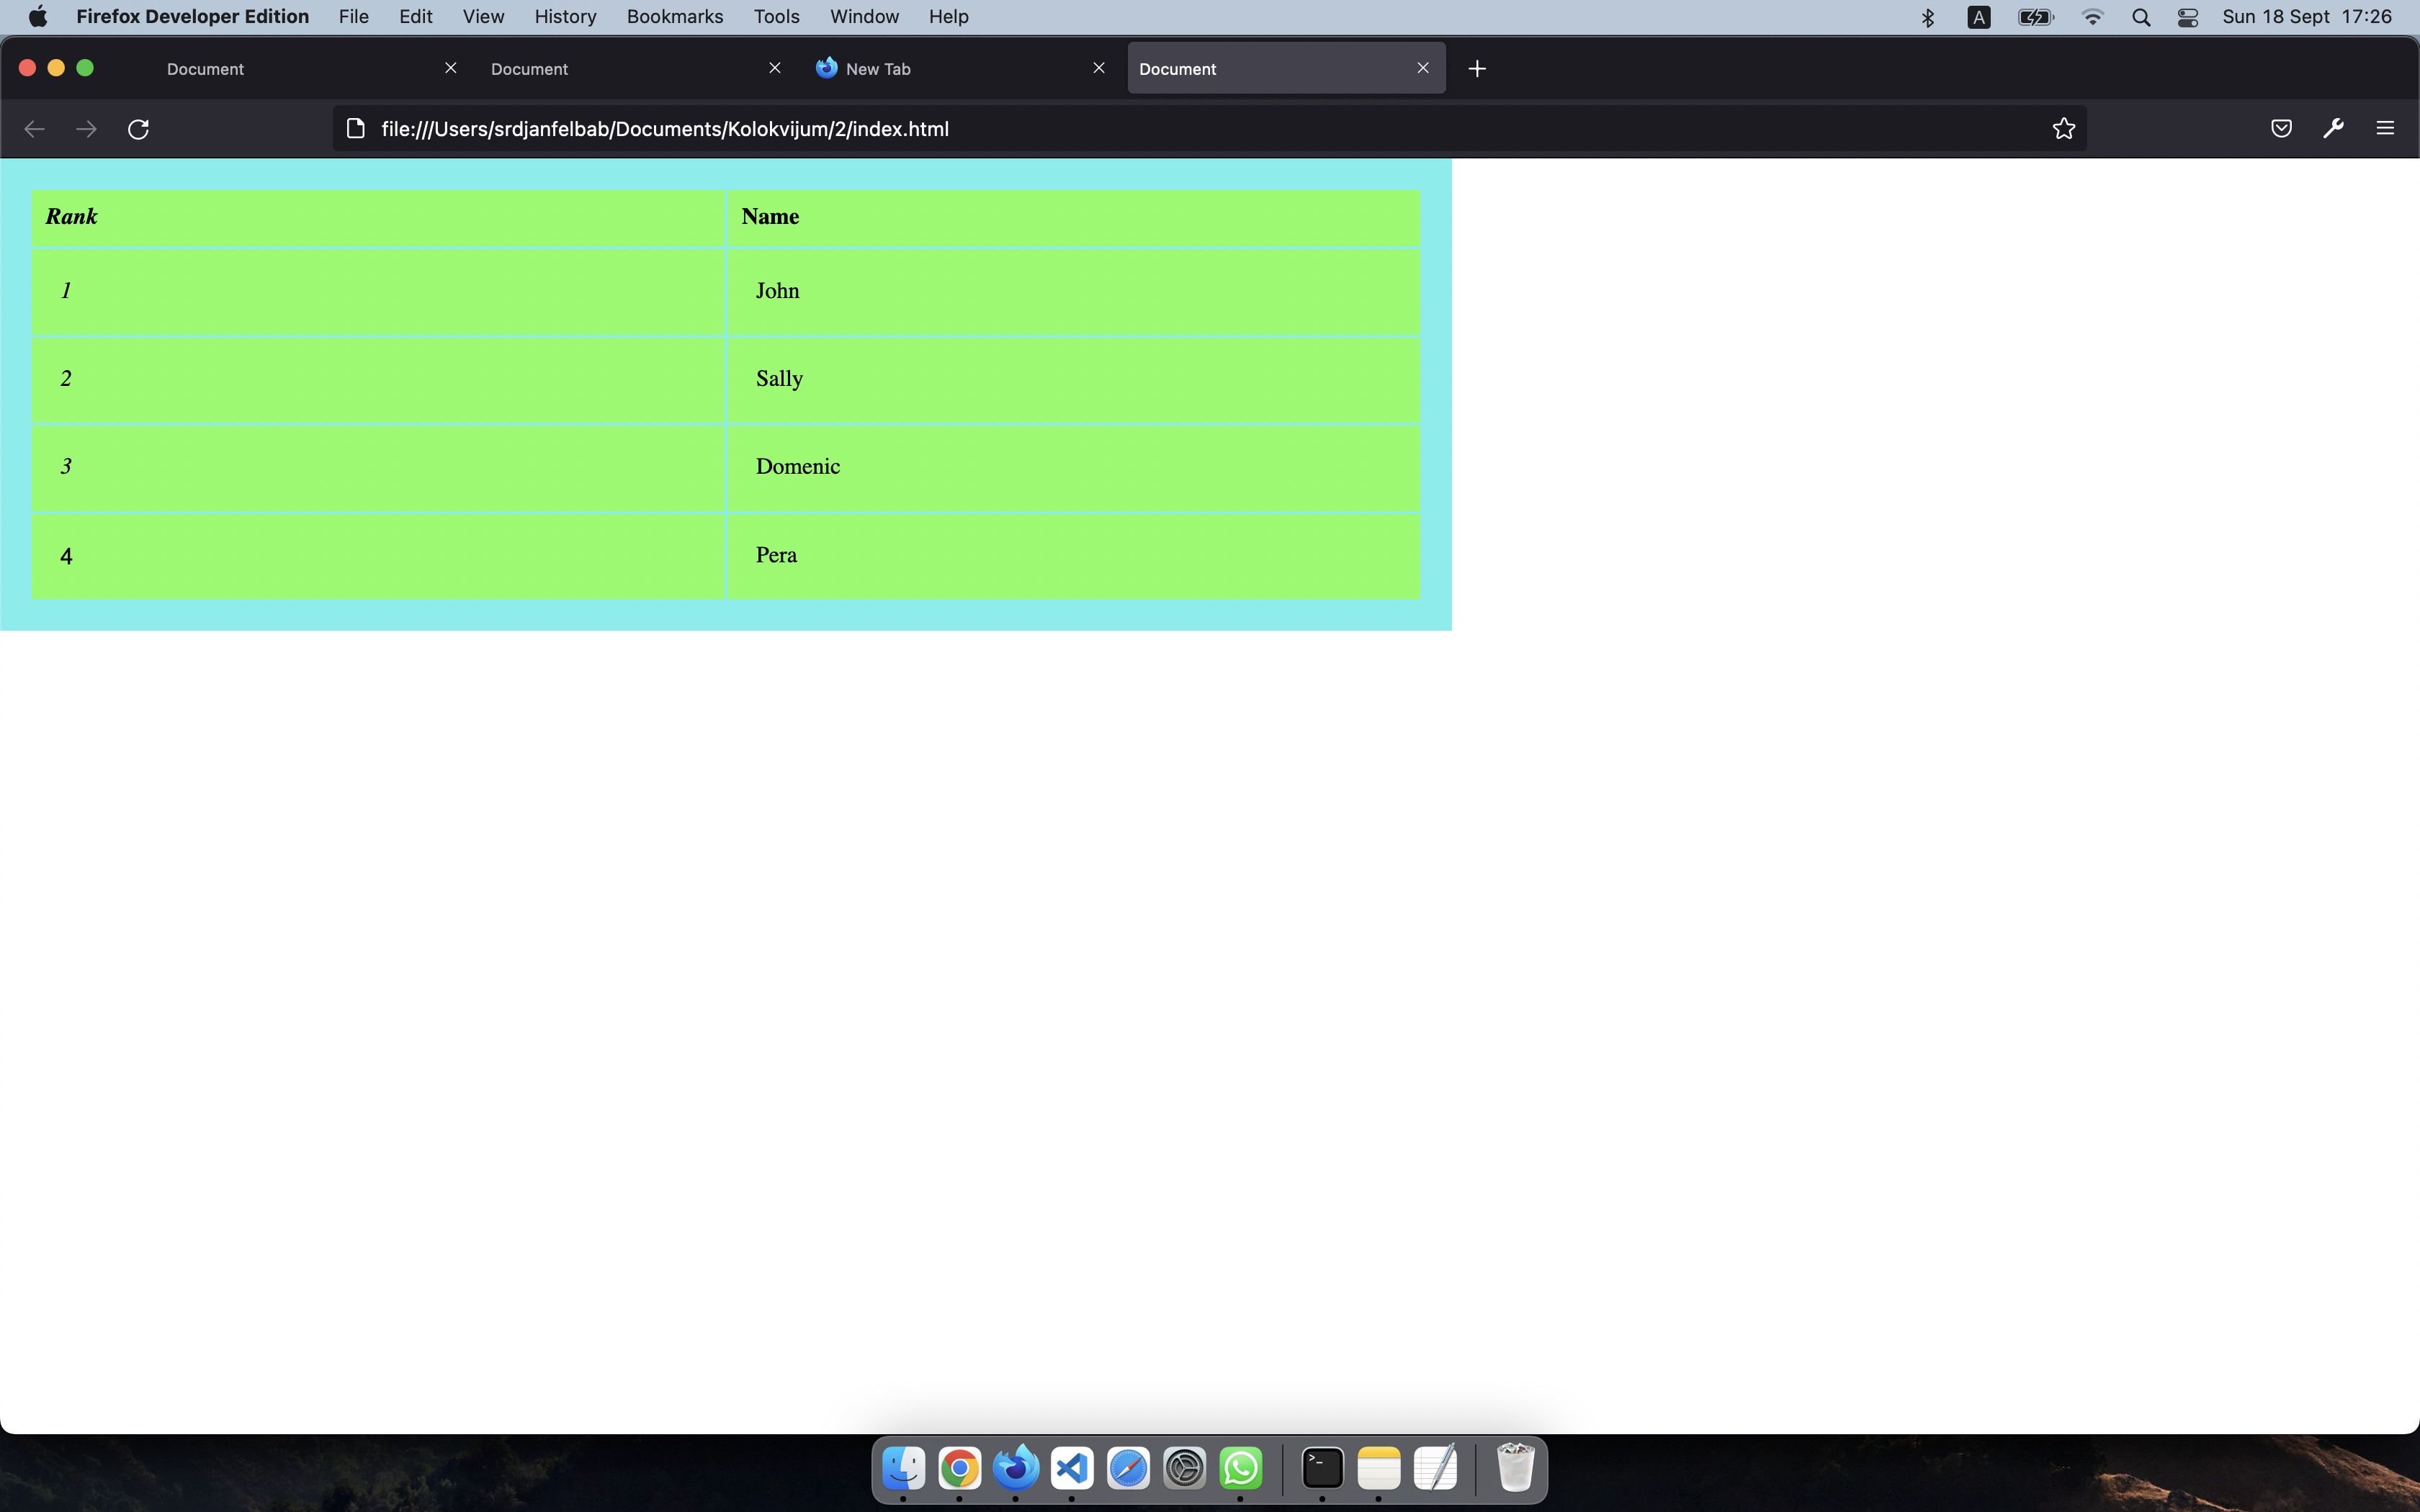 Firefox Developer Edition File Edit View History Bookmarks Tools Window Help A Sun 18 Sept 17:26
Document Document New Tab Document
file:///Users/srdjanfelbab/Documents/Kolokvijum/2/index.html
Rank Name
1 John
2 Sally
3 Domenic
4 Pera